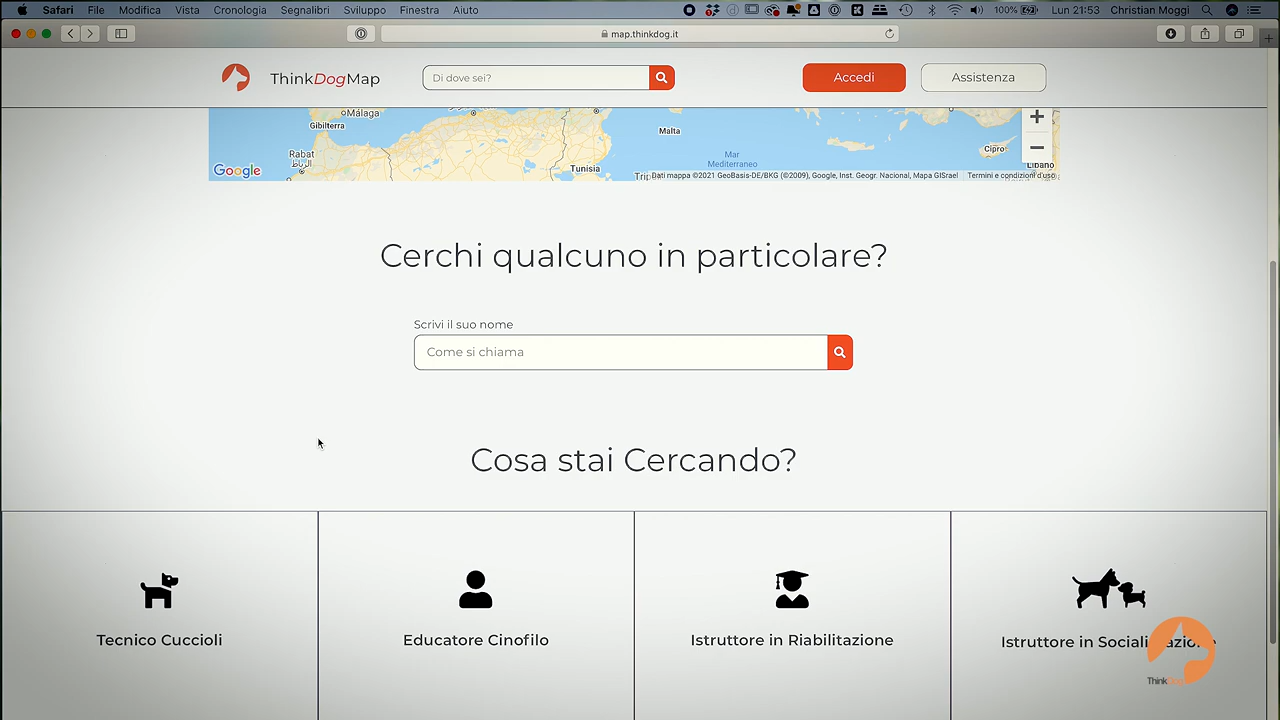 Safari File Modifica Vista Cronologia Segnalibri Sviluppo Finestra Aiuto 100% Lun 21:53 Christian Moggi
map.thinkdog.it
ThinkDogMap Di dove sei? Accedi Assistenza
Málaga
Gibilterra
Malta
Rabat
الرباط
Cipro
Mar
Mediterraneo
Libano
Google
Tunisia
Dati mappa ©2021 GeoBasis-DE/BKG (©2009), Google, Inst. Geogr. Nacional, Mapa GISrael Termini e condizioni d'uso
Cerchi qualcuno in particolare?
Scrivi il suo nome
Come si chiama
Cosa stai Cercando?
Tecnico Cuccioli Educatore Cinofilo Istruttore in Riabilitazione Istruttore in
ThinkDog